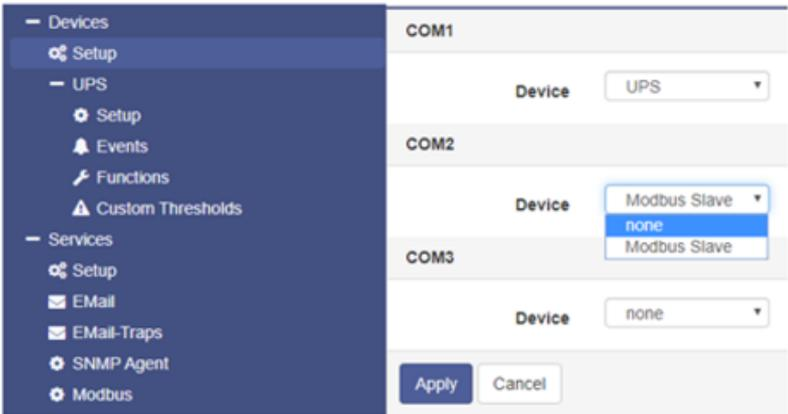 Devices
Setup
UPS
Setup
Events
Functions
Custom Thresholds
Services
Setup
EMail
EMail-Traps
SNMP Agent
Modbus
COM1
Device UPS
COM2
Device Modbus Slave
none
Modbus Slave
COM3
Device none
Apply Cancel